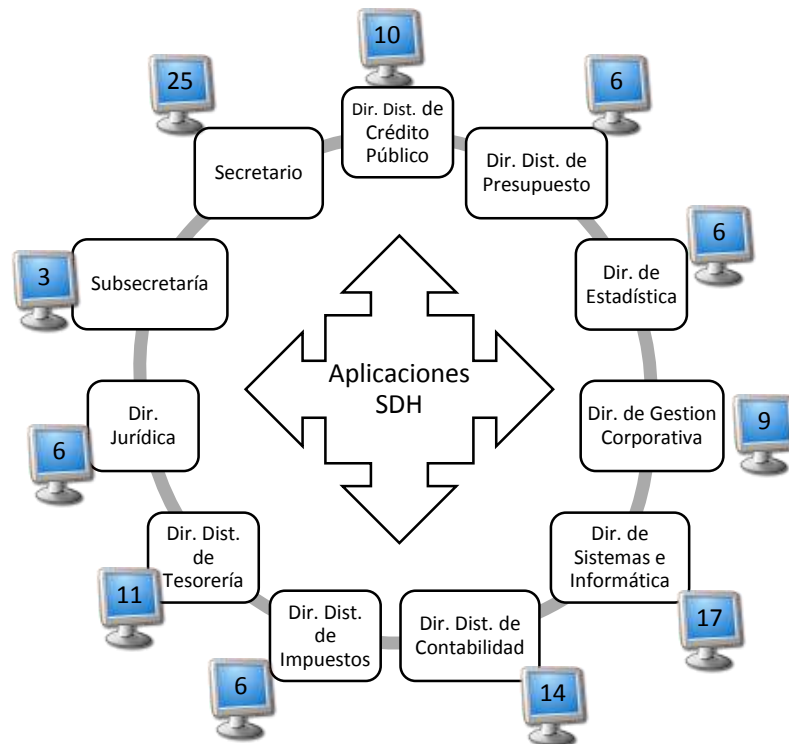 10
Dir. Dist. de
Crédito
Público
6
Dir. Dist. de
Presupuesto
6
Dir. de
Estadística
9
Dir. de Gestion
Corporativa
17
Dir. de
Sistemas e
Informática
14
Dir. Dist. de
Contabilidad
6
Dir. Dist.
de
Impuestos
11
Dir. Dist.
de
Tesorería
6
Dir.
Jurídica
3
Subsecretaría
25
Secretario
Aplicaciones
SDH